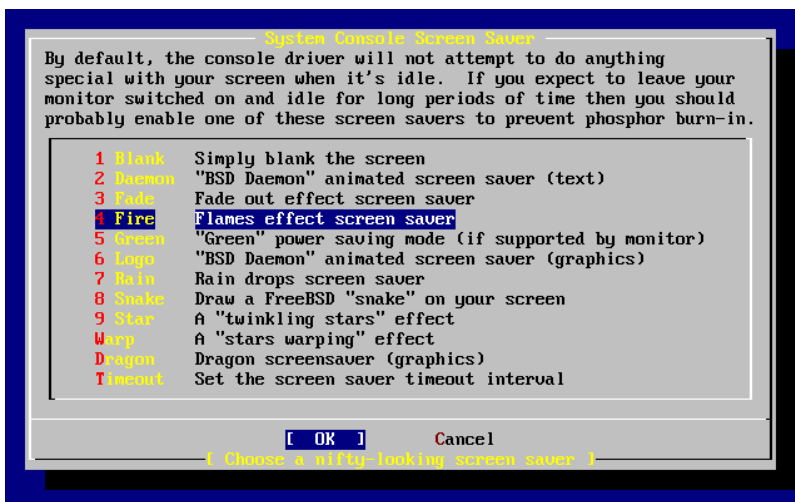 System Console Screen Saver
By default, the console driver will not attempt to do anything
special with your screen when it's idle.  If you expect to leave your
monitor switched on and idle for long periods of time then you should
probably enable one of these screen savers to prevent phosphor burn-in.
1 Blank Simply blank the screen
2 Daemon "BSD Daemon" animated screen saver (text)
3 Fade Fade out effect screen saver
4 Fire Flames effect screen saver
5 Green "Green" power saving mode (if supported by monitor)
6 Logo "BSD Daemon" animated screen saver (graphics)
7 Rain Rain drops screen saver
8 Snake Draw a FreeBSD "snake" on your screen
9 Star A "twinkling stars" effect
Warp A "stars warping" effect
Dragon Dragon screensaver (graphics)
Timeout Set the screen saver timeout interval
[ OK ] Cancel
[ Choose a nifty-looking screen saver ]